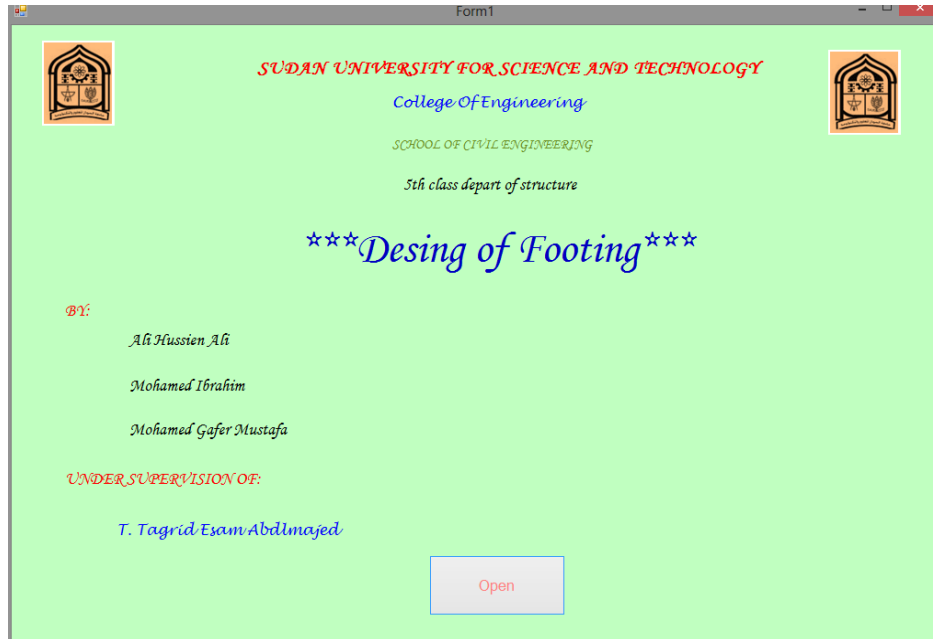 Form1
SUDAN UNIVERSITY FOR SCIENCE AND TECHNOLOGY
College Of Engineering
SCHOOL OF CIVIL ENGINEERING
5th class depart of structure
***Desing of Footing***
BY:
Ali Hussien Ali
Mohamed Ibrahim
Mohamed Gafer Mustafa
UNDER SUPERVISION OF:
T. Tagrid Esam Abdlmajed
Open